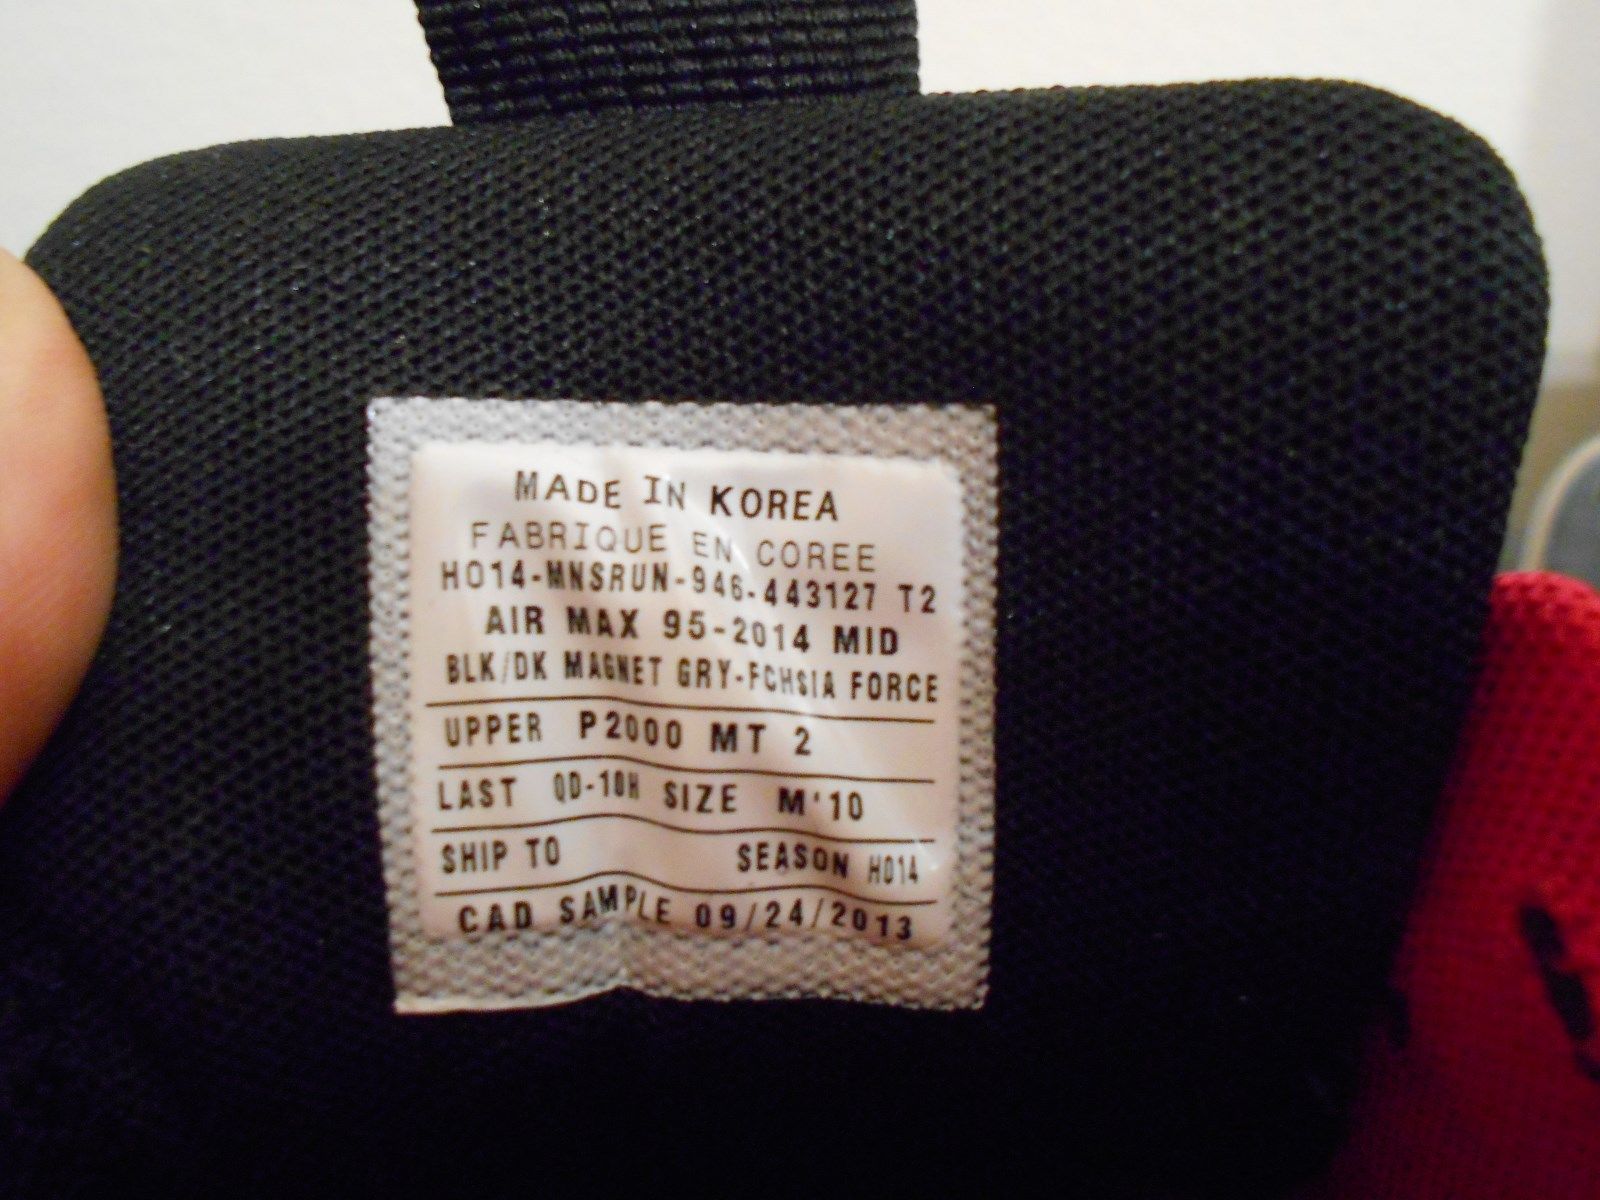 MADE IN KOREA
FABRIQUE EN COREE
HO14-MNSRUN-946-443127 T2
AIR MAX 95-2014 MID
BLK/DK MAGNET GRY-FCHSIA FORCE
UPPER P2000 MT 2
LAST QD-10H SIZE M'10
SHIP TO SEASON HO14
CAD SAMPLE 09/24/2013